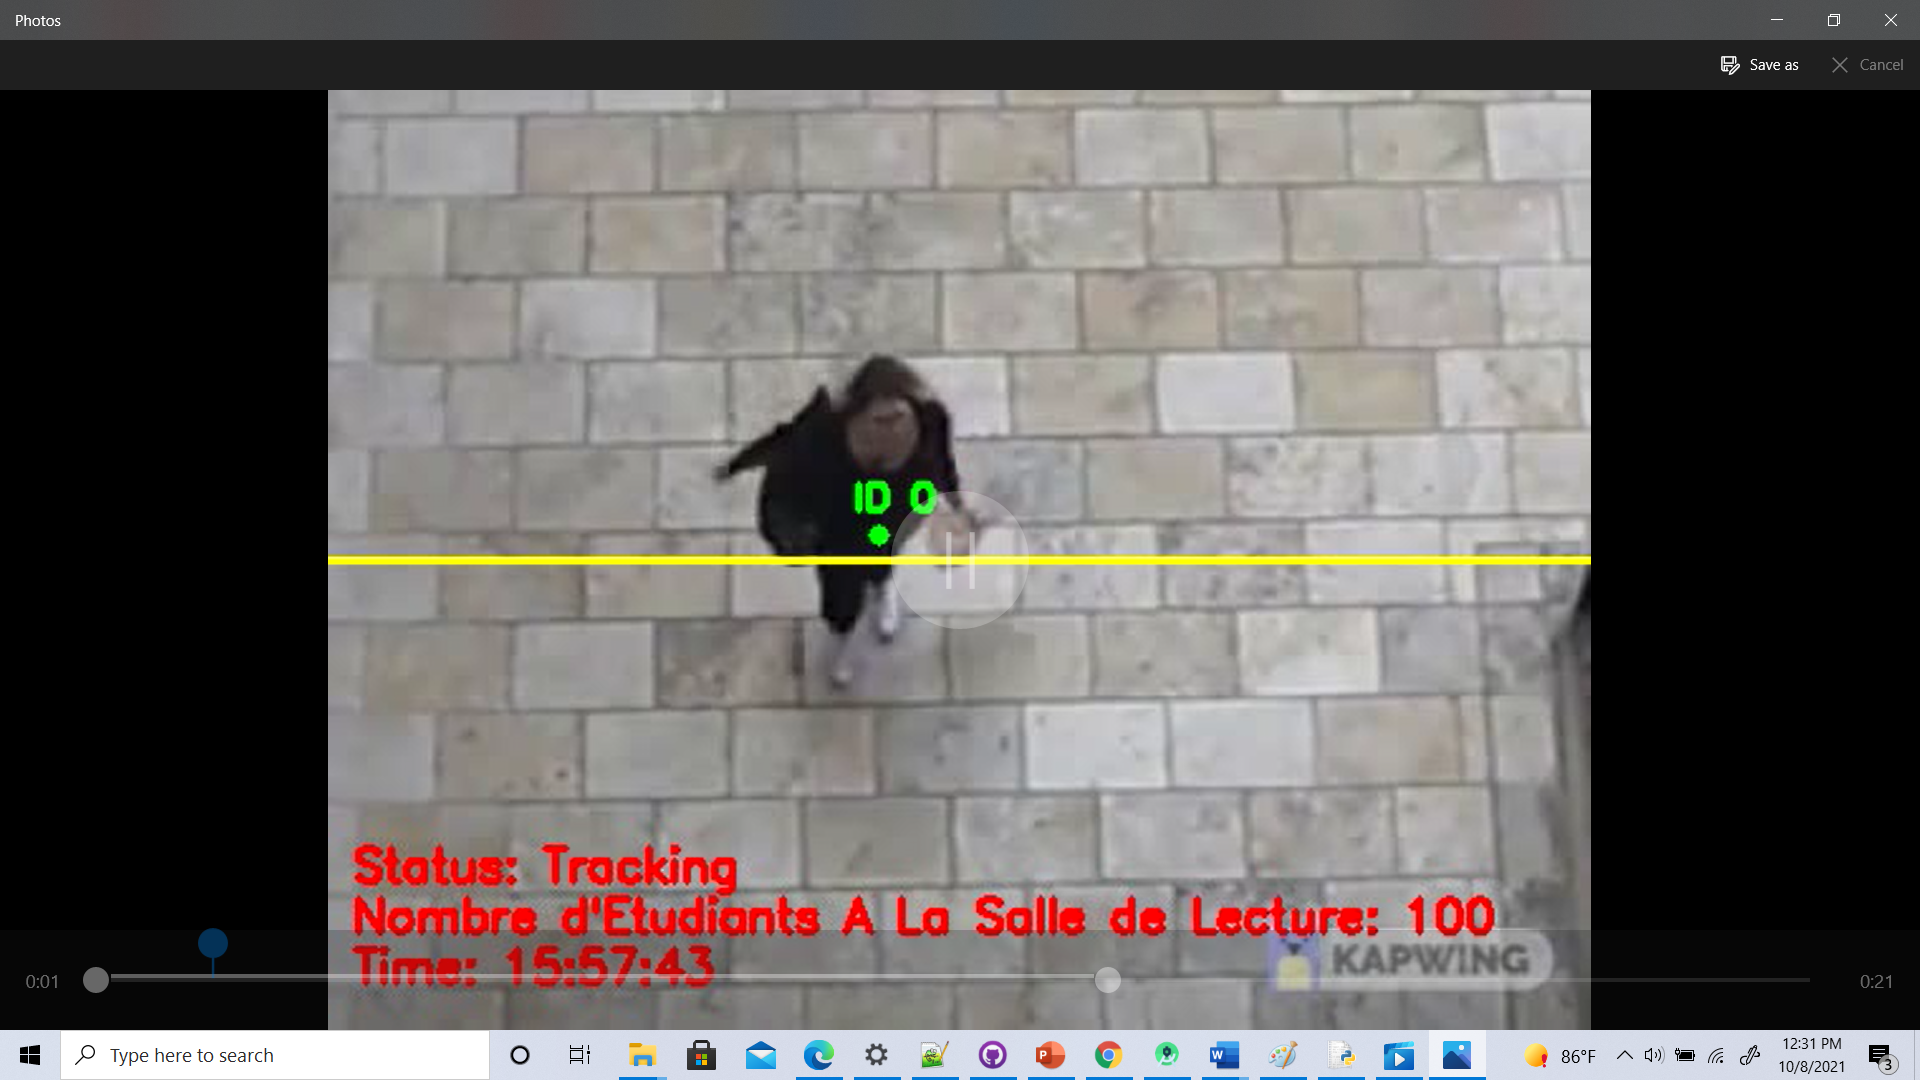 Photos
Save as
Cancel
ID 0
Status: Tracking
Nombre d'Etudiants A La Salle de Lecture: 100
Time: 15:57:43
KAPWING
0:01
0:21
Type here to search
86°F
12:31 PM
10/8/2021
3